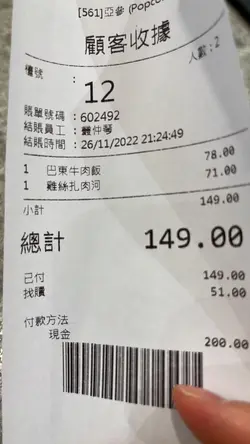 [561]亞參 (Popcor
顧客收據
人數:2
檯號 : 12
賬單號碼 : 602492
結賬員工 : 仲琴
結賬時間 : 26/11/2022 21:24:49
1 巴東牛肉飯 78.00
1 雞絲扎肉河 71.00
小計 149.00
總計 149.00
已付 149.00
找贖 51.00
付款方法
現金 200.00